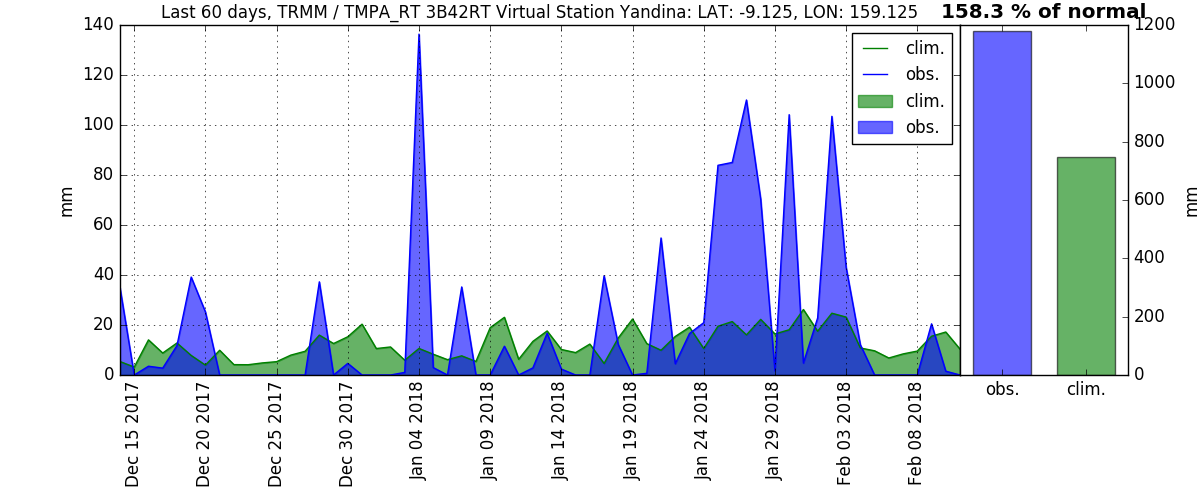 Last 60 days, TRMM / TMPA_RT 3B42RT Virtual Station Yandina: LAT: -9.125, LON: 159.125
158.3 % of normal
140
120
100
80
60
40
20
0
mm
clim.
obs.
clim.
obs.
1200
1000
800
600
400
200
0
mm
Dec 15 2017
Dec 20 2017
Dec 25 2017
Dec 30 2017
Jan 04 2018
Jan 09 2018
Jan 14 2018
Jan 19 2018
Jan 24 2018
Jan 29 2018
Feb 03 2018
Feb 08 2018
obs.
clim.